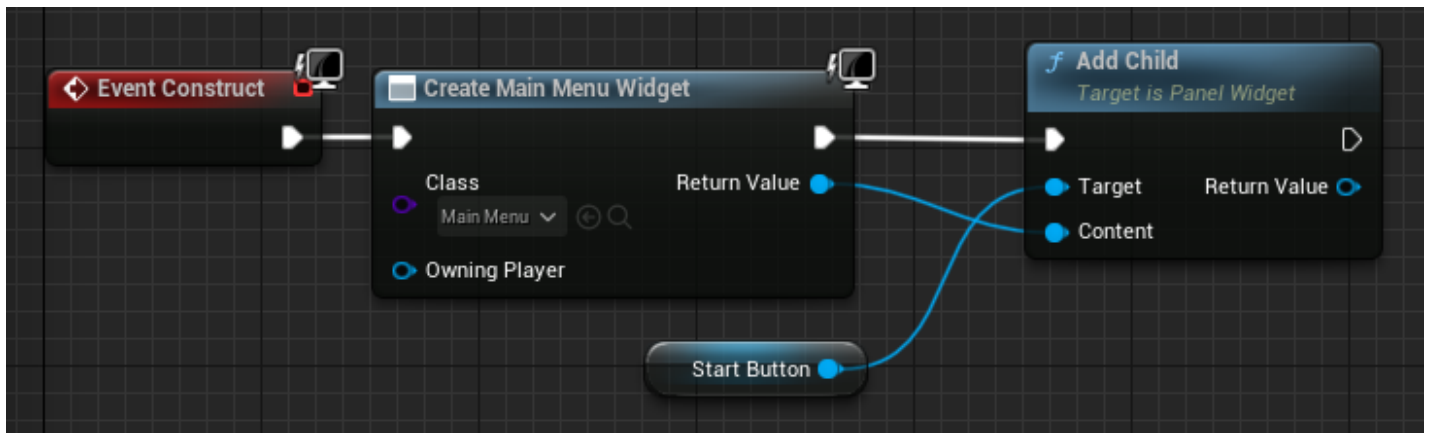 Event Construct
Create Main Menu Widget
Class
Main Menu
Return Value
Owning Player
Start Button
f Add Child
Target is Panel Widget
Target
Return Value
Content